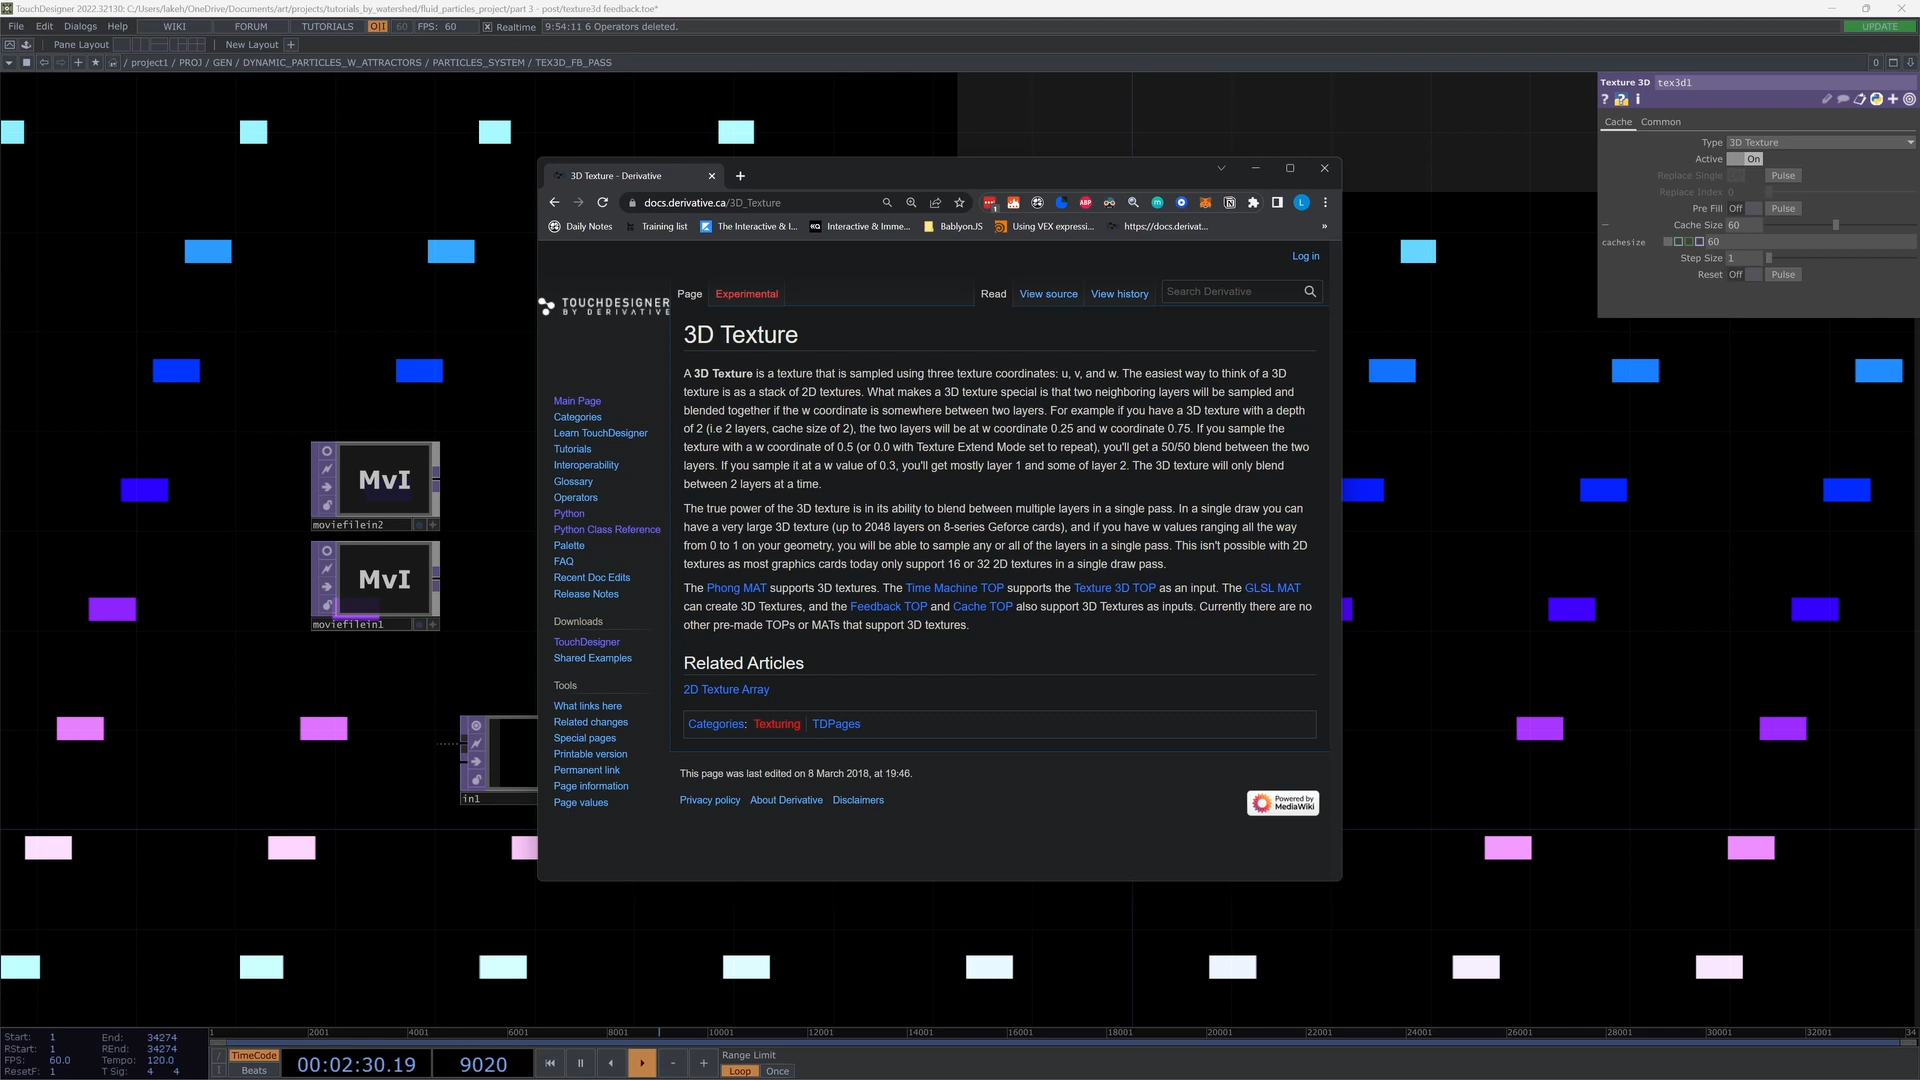 TouchDesigner 2022.32130: C:/Users/lakeh/OneDrive/Documents/art/projects/tutorials_by_watershed/fluid_particles_project/part 3 - post/texture3d feedback.toe*
File Edit Dialogs Help WIKI FORUM TUTORIALS O|I 60 FPS: 60 Realtime 9:54:11 6 Operators deleted. UPDATE
Pane Layout New Layout +
/ project1 / PROJ / GEN / DYNAMIC_PARTICLES_W_ATTRACTORS / PARTICLES_SYSTEM / TEX3D_FB_PASS 0
Texture 3D tex3d1
Cache Common
Type 3D Texture
Active On
Replace Single Pulse
Replace Index 0
Pre Fill Off Pulse
Cache Size 60
cachesize 60
Step Size 1
Reset Off Pulse
3D Texture - Derivative
docs.derivative.ca/3D_Texture
Daily Notes Training list The Interactive & I... Interactive & Imme... BablyonJS Using VEX expressi... https://docs.derivat... »
Log in
TOUCHDESIGNER
BY DERIVATIVE
Page Experimental Read View source View history Search Derivative
3D Texture
A 3D Texture is a texture that is sampled using three texture coordinates: u, v, and w. The easiest way to think of a 3D
texture is as a stack of 2D textures. What makes a 3D texture special is that two neighboring layers will be sampled and
blended together if the w coordinate is somewhere between two layers. For example if you have a 3D texture with a depth
of 2 (i.e 2 layers, cache size of 2), the two layers will be at w coordinate 0.25 and w coordinate 0.75. If you sample the
texture with a w coordinate of 0.5 (or 0.0 with Texture Extend Mode set to repeat), you'll get a 50/50 blend between the two
layers. If you sample it at a w value of 0.3, you'll get mostly layer 1 and some of layer 2. The 3D texture will only blend
between 2 layers at a time.
The true power of the 3D texture is in its ability to blend between multiple layers in a single pass. In a single draw you can
have a very large 3D texture (up to 2048 layers on 8-series Geforce cards), and if you have w values ranging all the way
from 0 to 1 on your geometry, you will be able to sample any or all of the layers in a single pass. This isn't possible with 2D
textures as most graphics cards today only support 16 or 32 2D textures in a single draw pass.
The Phong MAT supports 3D textures. The Time Machine TOP supports the Texture 3D TOP as an input. The GLSL MAT
can create 3D Textures, and the Feedback TOP and Cache TOP also support 3D Textures as inputs. Currently there are no
other pre-made TOPs or MATs that support 3D textures.
Related Articles
2D Texture Array
Categories: Texturing TDPages
This page was last edited on 8 March 2018, at 19:46.
Privacy policy About Derivative Disclaimers
Powered by
MediaWiki
Main Page
Categories
Learn TouchDesigner
Tutorials
Interoperability
Glossary
Operators
Python
Python Class Reference
Palette
FAQ
Recent Doc Edits
Release Notes
Downloads
TouchDesigner
Shared Examples
Tools
What links here
Related changes
Special pages
Printable version
Permanent link
Page information
Page values
MvI
moviefilein2
MvI
moviefilein1
in1
1 2001 4001 6001 8001 10001 12001 14001 16001 18001 20001 22001 24001 26001 28001 30001 32001 34
Start: 1 End: 34274
RStart: 1 REnd: 34274
FPS: 60.0 Tempo: 120.0
ResetF: 1 T Sig: 4 4
TimeCode
Beats
00:02:30.19 9020
Range Limit
Loop Once